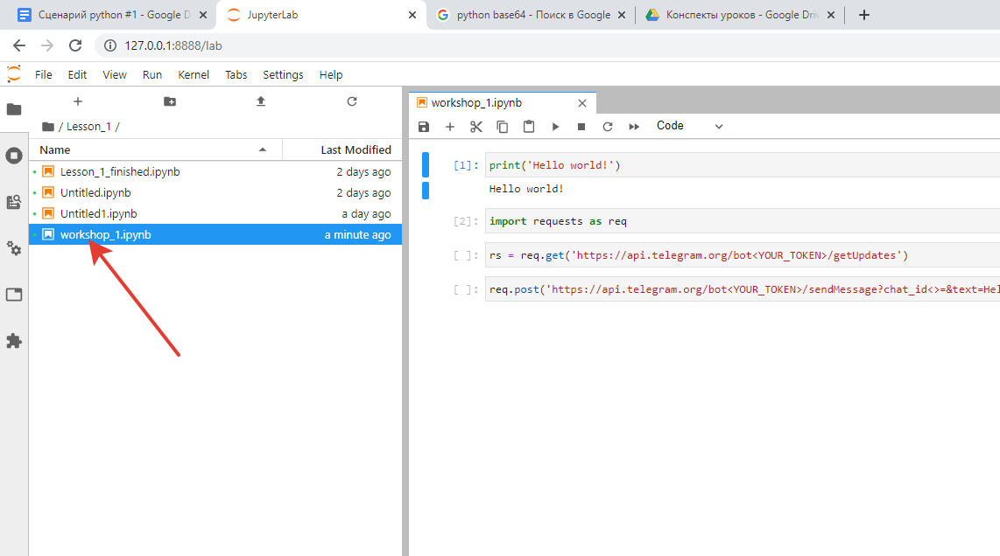 Сценарий python #1 - Google D
JupyterLab
python base64 - Поиск в Google
Конспекты уроков - Google Driv
127.0.0.1:8888/lab
File Edit View Run Kernel Tabs Settings Help
/ Lesson_1 /
Name Last Modified
Lesson_1_finished.ipynb 2 days ago
Untitled.ipynb 2 days ago
Untitled1.ipynb a day ago
workshop_1.ipynb a minute ago
workshop_1.ipynb
Code
[1]: print('Hello world!')
Hello world!
[2]: import requests as req
[ ]: rs = req.get('https://api.telegram.org/bot<YOUR_TOKEN>/getUpdates')
[ ]: req.post('https://api.telegram.org/bot<YOUR_TOKEN>/sendMessage?chat_id<>=&text=Hel